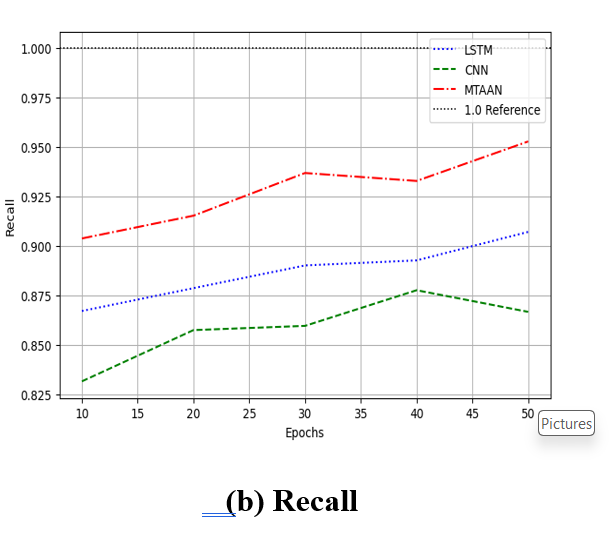 1.000
0.975
0.950
0.925
0.900
0.875
0.850
0.825
Recall
LSTM
CNN
MTAAN
1.0 Reference
10 15 20 25 30 35 40 45 50
Epochs
Pictures
(b) Recall